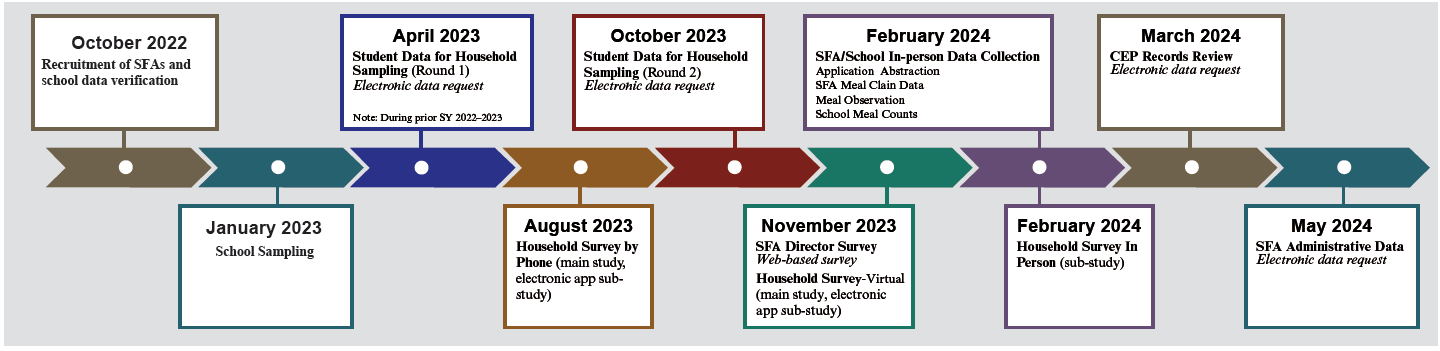 October 2022
Recruitment of SFAs and
school data verification
April 2023
Student Data for Household
Sampling (Round 1)
Electronic data request
Note: During prior SY 2022–2023
October 2023
Student Data for Household
Sampling (Round 2)
Electronic data request
February 2024
SFA/School In-person Data Collection
Application Abstraction
SFA Meal Clain Data
Meal Observation
School Meal Counts
March 2024
CEP Records Review
Electronic data request
January 2023
School Sampling
August 2023
Household Survey by
Phone (main study,
electronic app sub-
study)
November 2023
SFA Director Survey
Web-based survey
Household Survey-Virtual
(main study, electronic
app sub-study)
February 2024
Household Survey In
Person (sub-study)
May 2024
SFA Administrative Data
Electronic data request